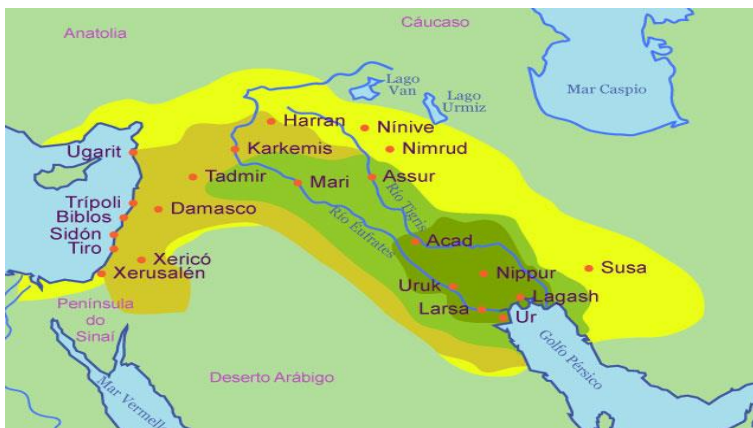 Anatolia
Cáucaso
Lago
Van
Lago
Urmiz
Mar Caspio
Harran
Nínive
Ugarit
Karkemis
Nimrud
Tadmir
Mari
Assur
Río Tigris
Trípoli
Biblos
Damasco
Sidón
Tiro
Río Éufrates
Acad
Xericó
Xerusalén
Nippur
Susa
Uruk
Lagash
Larsa
Ur
Península
do
Sinaí
Golfo Pérsico
Deserto Arábigo
Mar Vermello